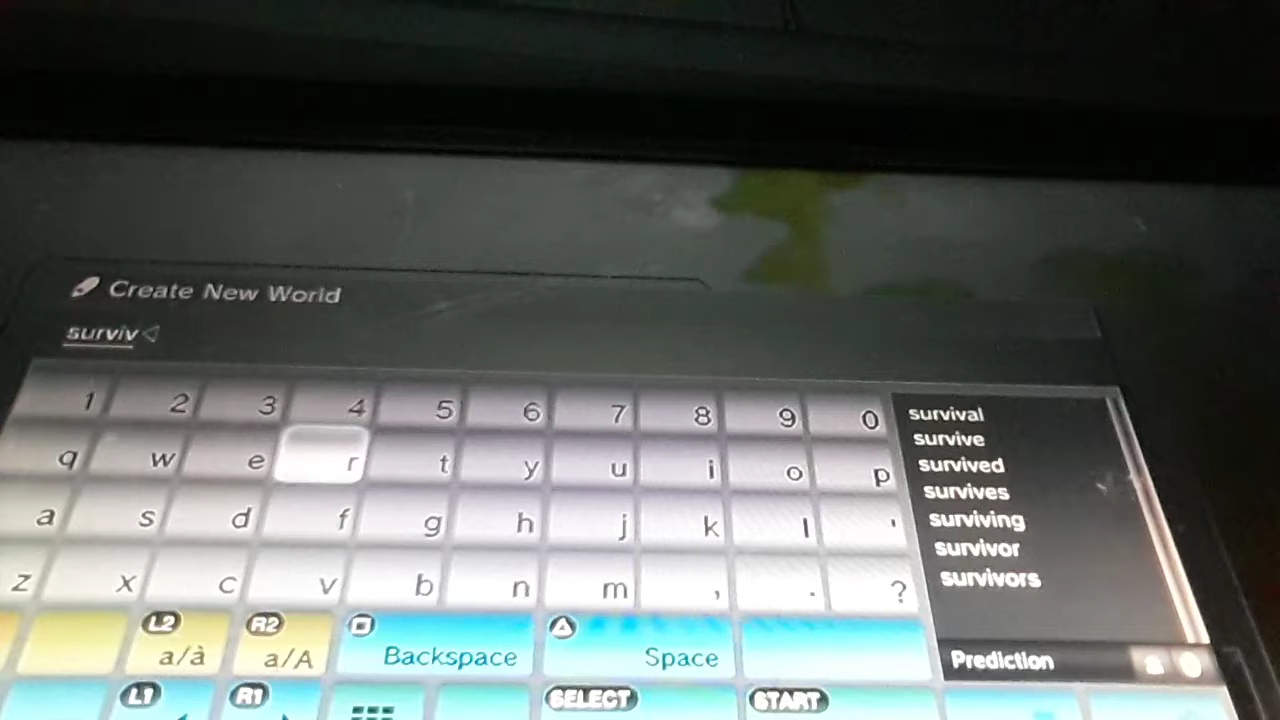 Create New World
surviv
1 2 3 4 5 6 7 8 9 0
q w e r t y u i o p
a s d f g h j k l '
z x c v b n m , . ?
survival
survive
survived
survives
surviving
survivor
survivors
L2 a/à R2 a/A Backspace Space
Prediction
L1 R1 SELECT START